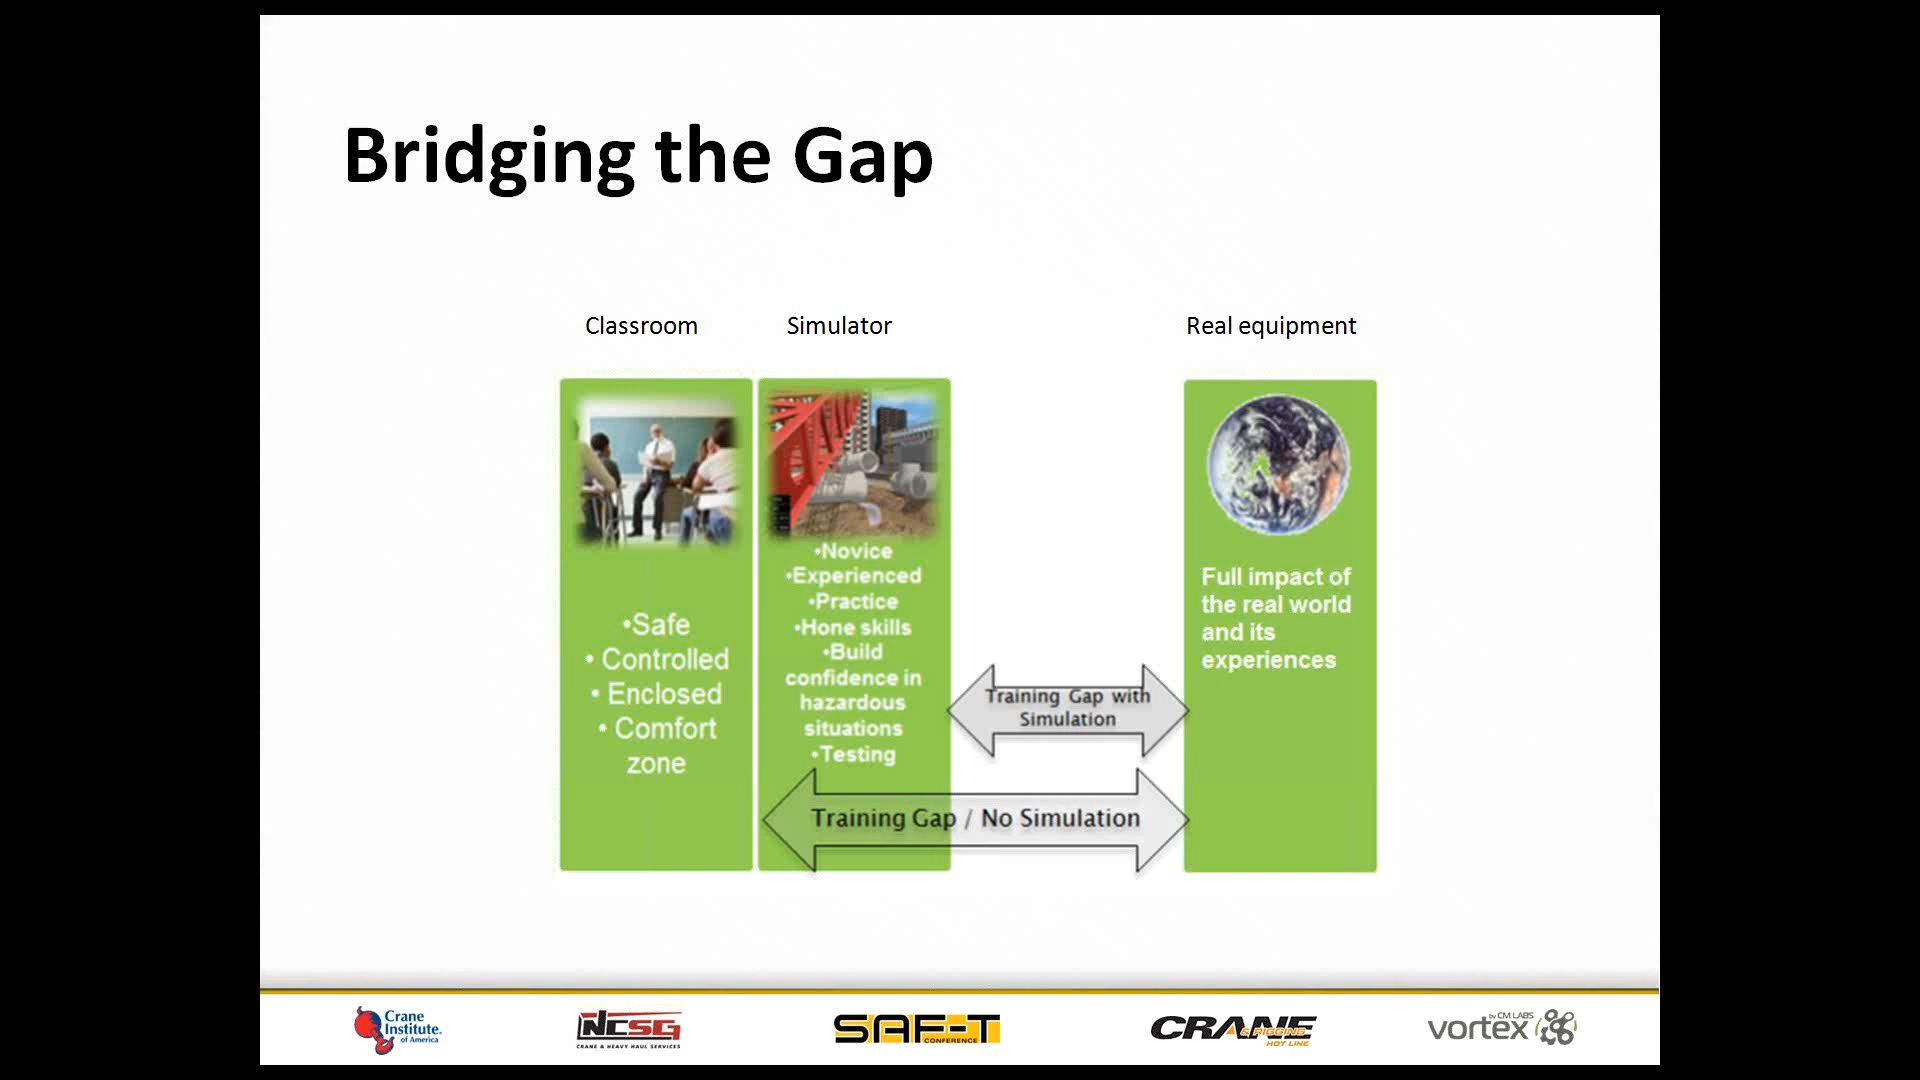 Bridging the Gap
Classroom
Simulator
Real equipment
•Safe
• Controlled
• Enclosed
• Comfort
zone
•Novice
•Experienced
•Practice
•Hone skills
•Build
confidence in
hazardous
situations
•Testing
Full impact of
the real world
and its
experiences
Training Gap with
Simulation
Training Gap / No Simulation
Crane
Institute.
of America
NCSG
CRANE & HEAVY HAUL SERVICES
SAF-T
CONFERENCE
CRANE
& RIGGING
HOT LINE
by CM LABS
vortex